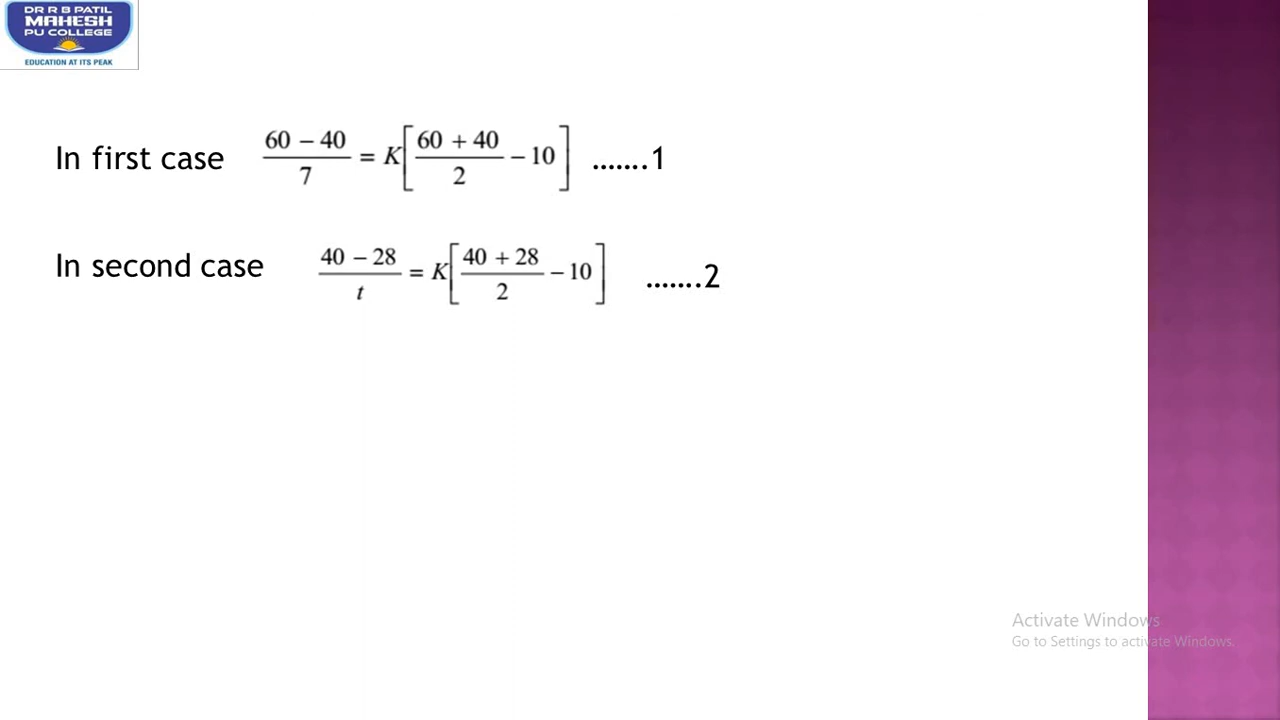 DR R B PATIL
MAHESH
PU COLLEGE
EDUCATION AT ITS PEAK
In first case (60 − 40)/7 = K[(60 + 40)/2 − 10] .......1
In second case (40 − 28)/t = K[(40 + 28)/2 − 10] .......2
Activate Windows
Go to Settings to activate Windows.